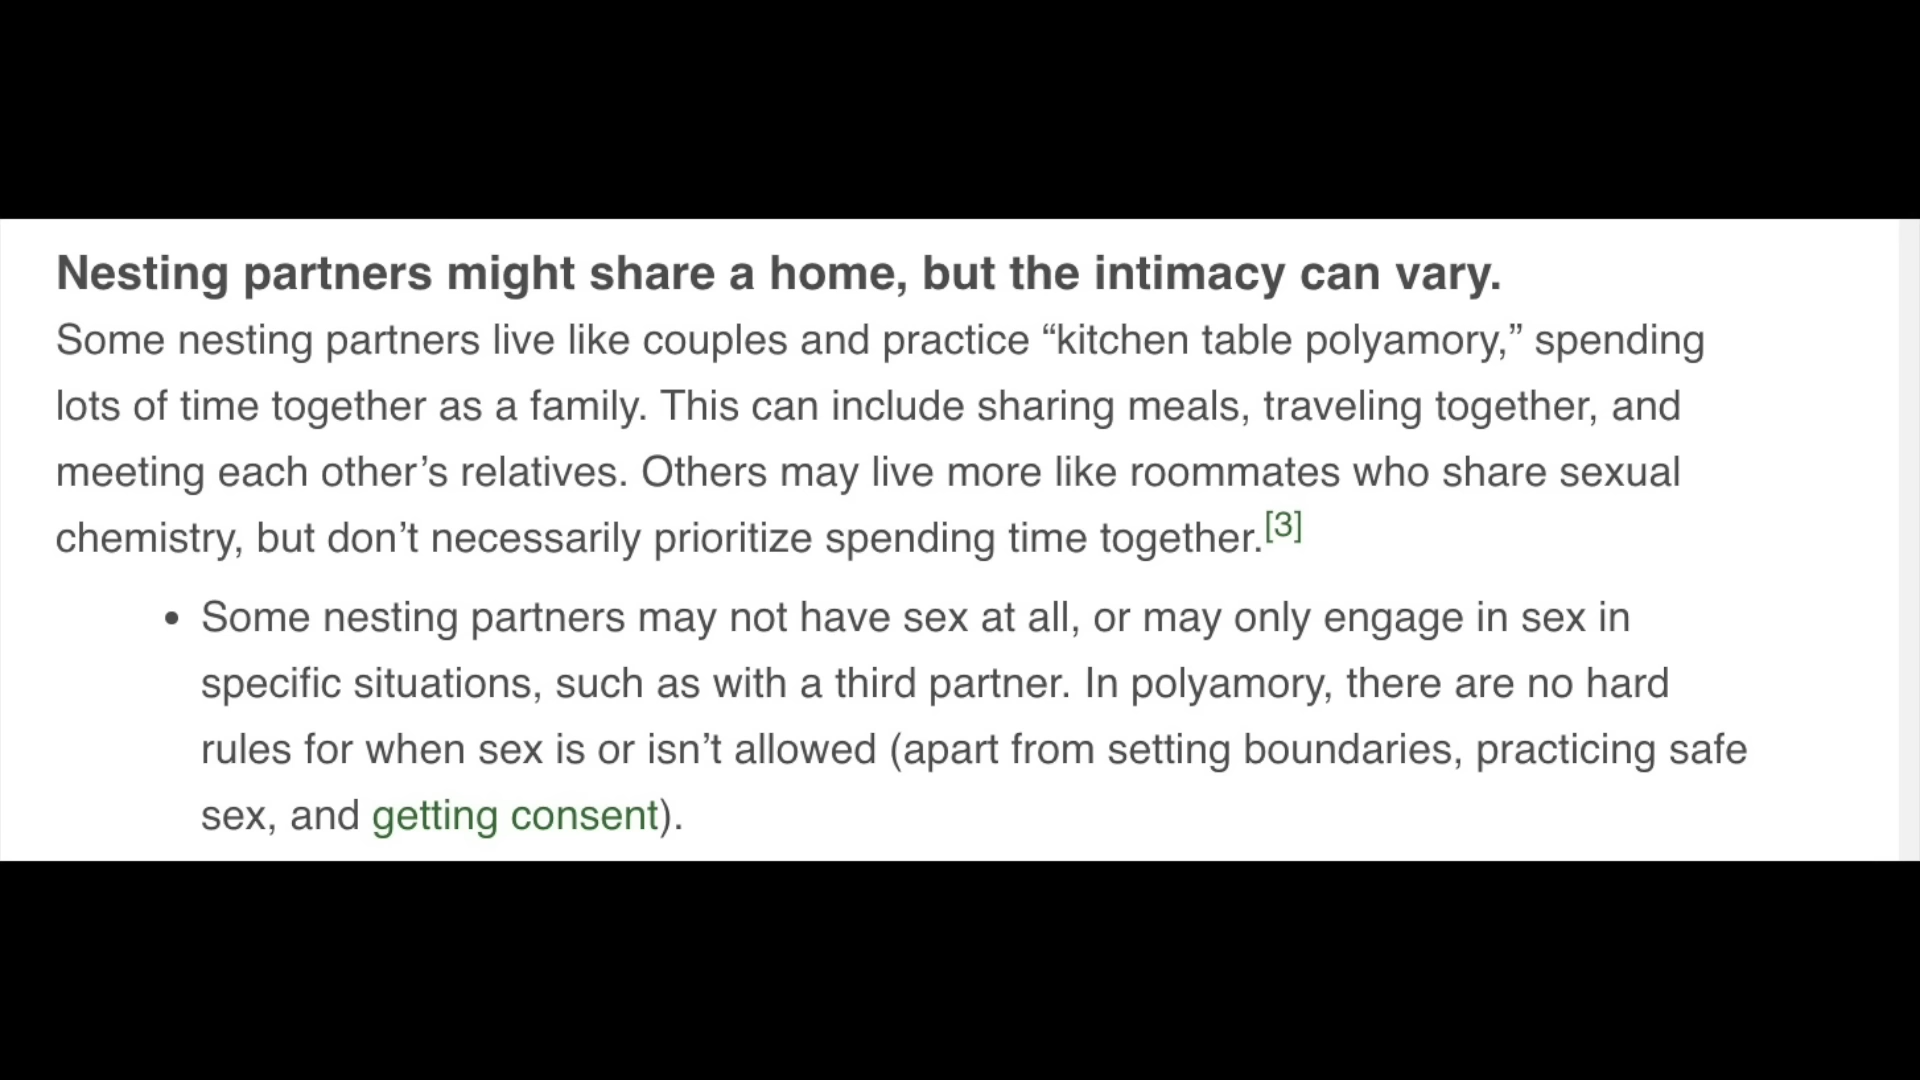 Nesting partners might share a home, but the intimacy can vary.
Some nesting partners live like couples and practice “kitchen table polyamory,” spending
lots of time together as a family. This can include sharing meals, traveling together, and
meeting each other’s relatives. Others may live more like roommates who share sexual
chemistry, but don’t necessarily prioritize spending time together.[3]
• Some nesting partners may not have sex at all, or may only engage in sex in
specific situations, such as with a third partner. In polyamory, there are no hard
rules for when sex is or isn’t allowed (apart from setting boundaries, practicing safe
sex, and getting consent).